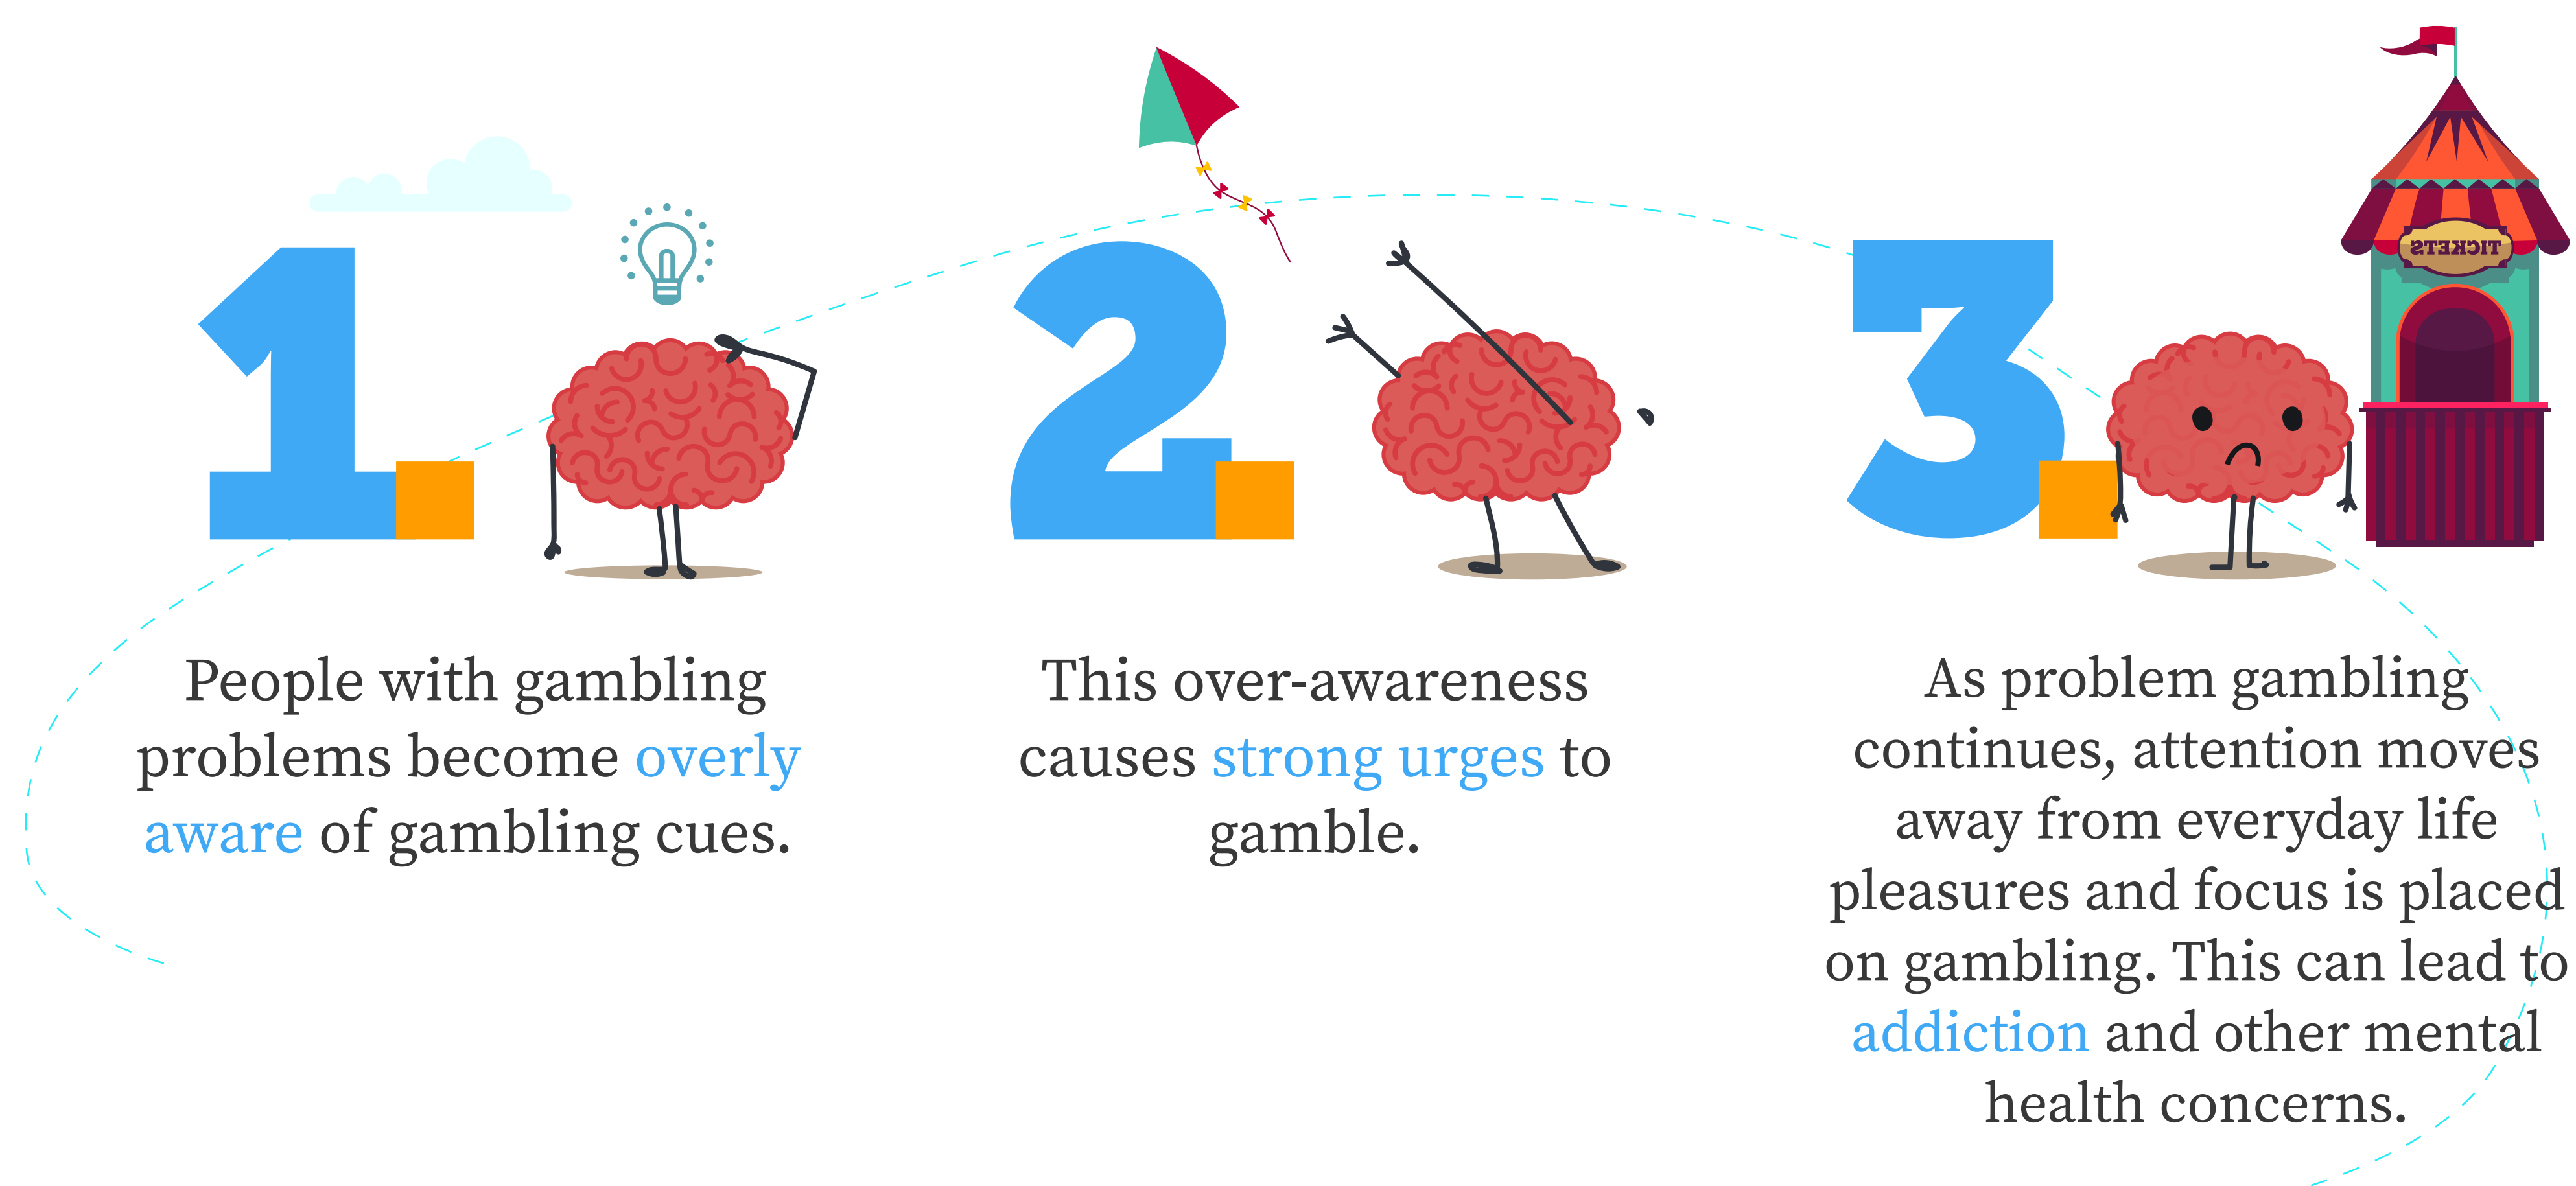 1.
People with gambling
problems become overly
aware of gambling cues.
2.
This over-awareness
causes strong urges to
gamble.
3.
TICKETS
As problem gambling
continues, attention moves
away from everyday life
pleasures and focus is placed
on gambling. This can lead to
addiction and other mental
health concerns.